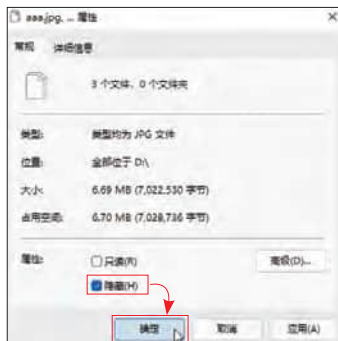 aaa.jpg, ... 属性
常规 详细信息
3 个文件，0 个文件夹
类型: 类型均为 JPG 文件
位置: 全部位于 D:\
大小: 6.69 MB (7,022,530 字节)
占用空间: 6.70 MB (7,028,736 字节)
属性: 只读(R) 高级(D)...
隐藏(H)
确定 取消 应用(A)